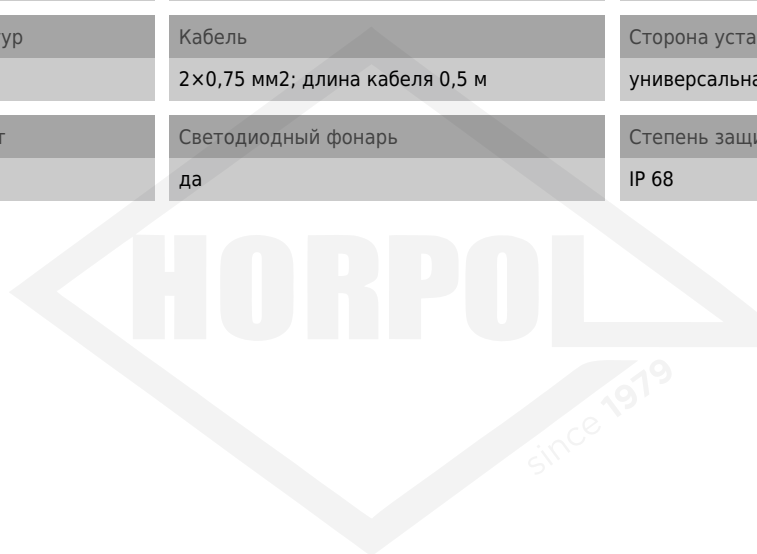 ур Кабель Сторона уста
2×0,75 мм2; длина кабеля 0,5 м универсальна
т Светодиодный фонарь Степень защи
да IP 68
HORPOL
since 1979